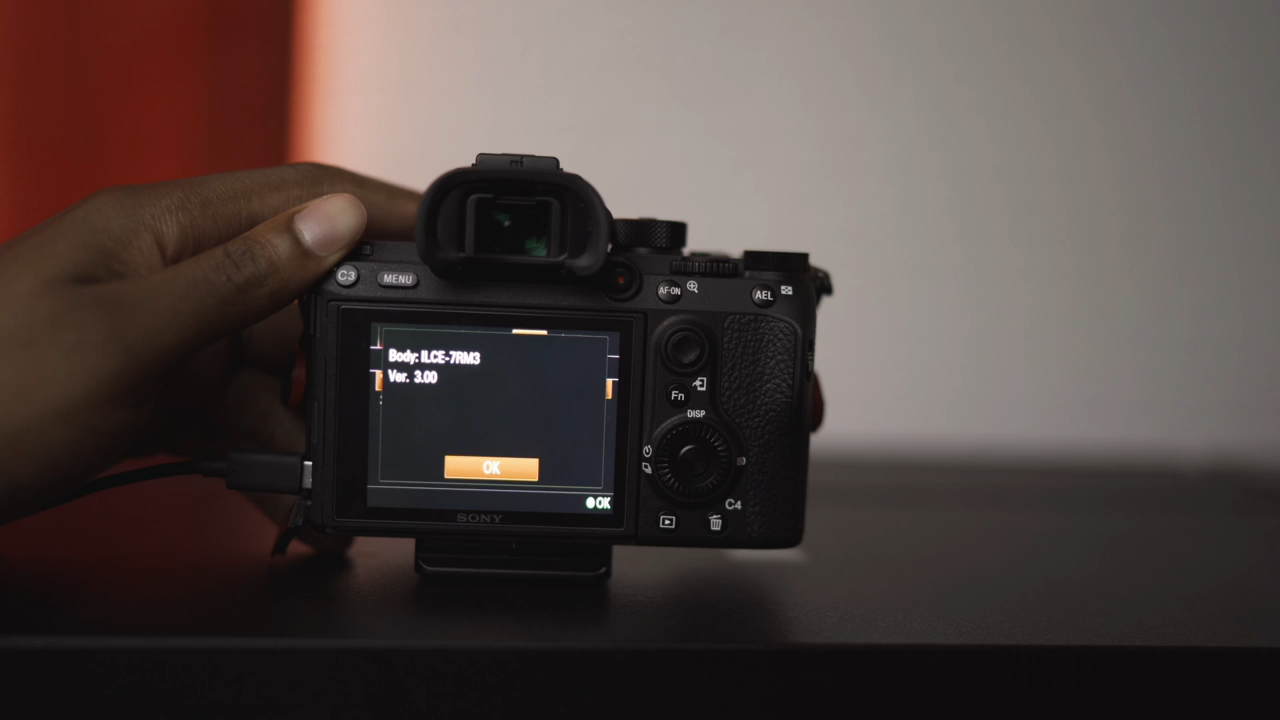 C3
MENU
AF-ON
AEL
Body: ILCE-7RM3
Ver. 3.00
Fn
DISP
OK
OK
C4
SONY